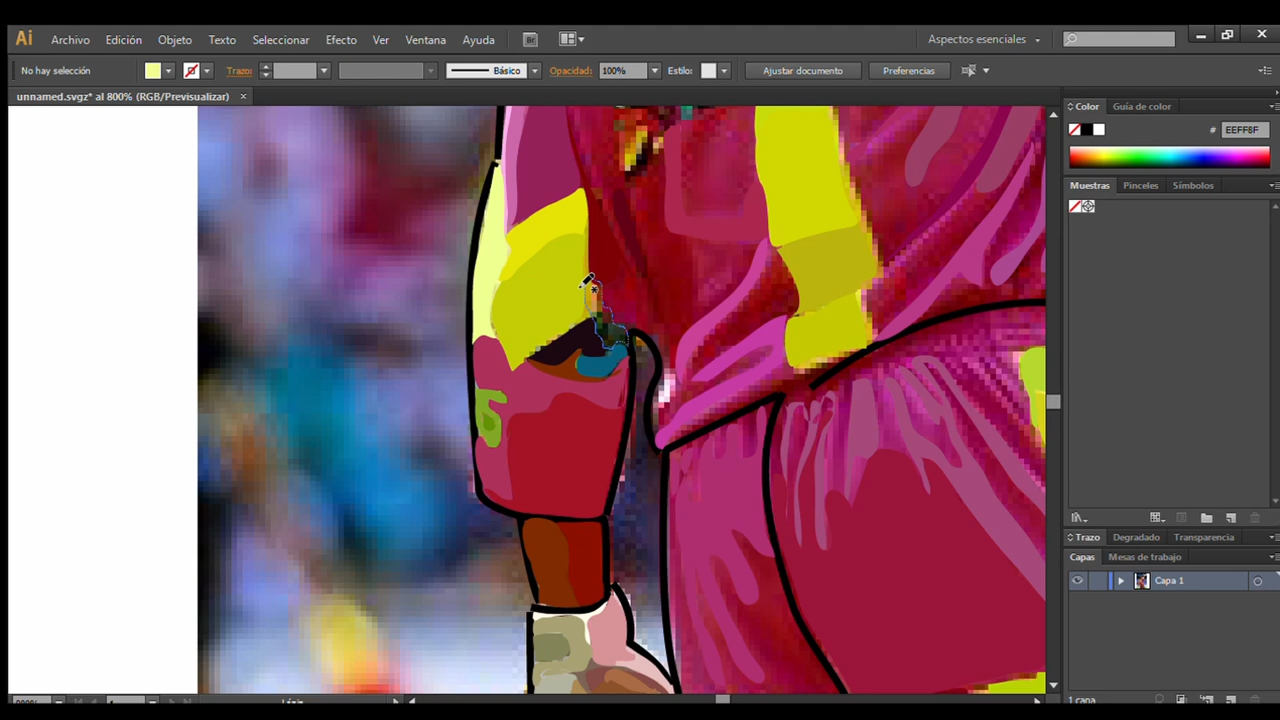 Ai Archivo Edición Objeto Texto Seleccionar Efecto Ver Ventana Ayuda Br Aspectos esenciales
No hay selección Trazo: Básico Opacidad: 100% Estilo: Ajustar documento Preferencias
unnamed.svgz* al 800% (RGB/Previsualizar) ×
Color Guía de color
# EEFF8F
Muestras Pinceles Símbolos
Trazo Degradado Transparencia
Capas Mesas de trabajo
Capa 1
1 capa